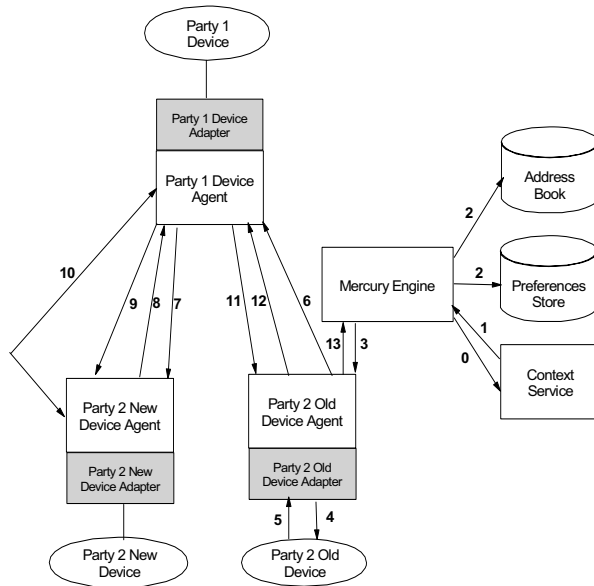 Party 1
Device
Party 1 Device
Adapter
Party 1 Device
Agent
Address
Book
2
10
Mercury Engine
2
Preferences
Store
9
8
7
11
12
6
13
3
1
0
Context
Service
Party 2 New
Device Agent
Party 2 Old
Device Agent
Party 2 New
Device Adapter
Party 2 Old
Device Adapter
5
4
Party 2 New
Device
Party 2 Old
Device